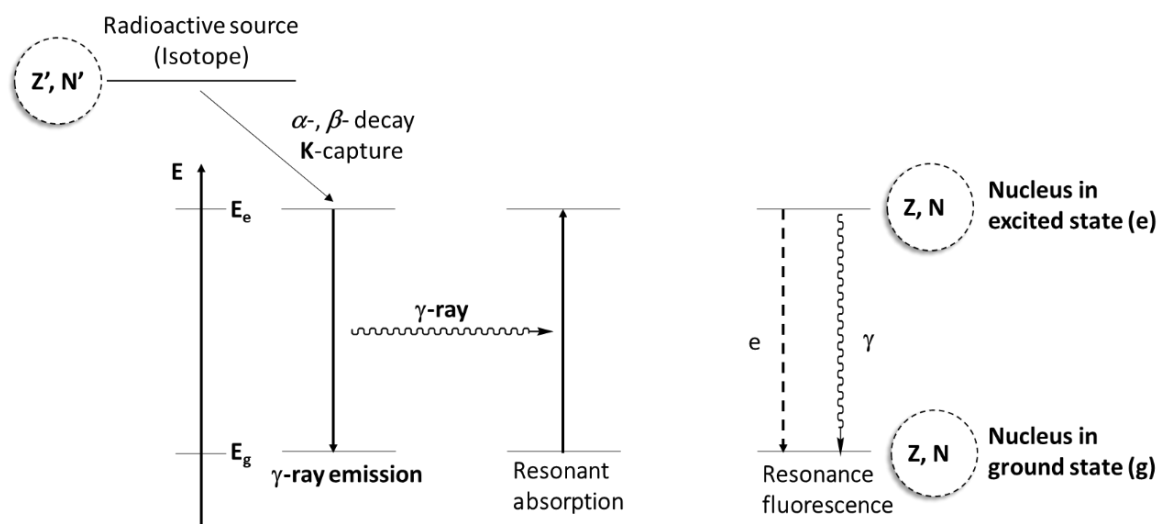 Radioactive source
(Isotope)
Z’, N’
α-, β- decay
K-capture
E
Eₑ
Z, N
Nucleus in
excited state (e)
γ-ray
e
γ
E₉
γ-ray emission
Resonant
absorption
Resonance
fluorescence
Z, N
Nucleus in
ground state (g)